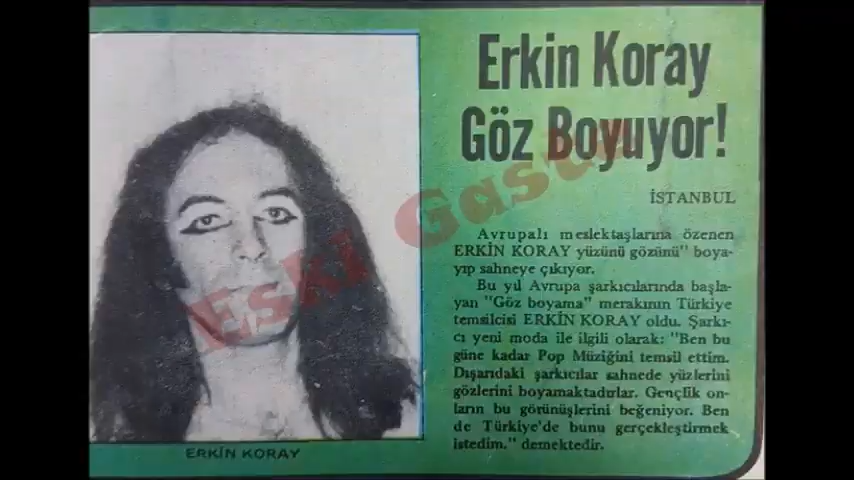 Erkin Koray
Göz Boyuyor!
İSTANBUL
Avrupalı meslektaşlarına özenen
ERKİN KORAY yüzünü gözünü" boya-
yıp sahneye çıkıyor.
Bu yıl Avrupa şarkıcılarında başla-
yan "Göz boyama" merakının Türkiye
temsilcisi ERKİN KORAY oldu. Şarkı-
cı yeni moda ile ilgili olarak: "Ben bu
güne kadar Pop Müziğini temsil ettim.
Dışarıdaki şarkıcılar sahnede yüzlerini
gözlerini boyamaktadırlar. Gençlik on-
ların bu görünüşlerini beğeniyor. Ben
de Türkiye'de bunu gerçekleştirmek
istedim." demektedir.
ERKİN KORAY
Eski Gaste